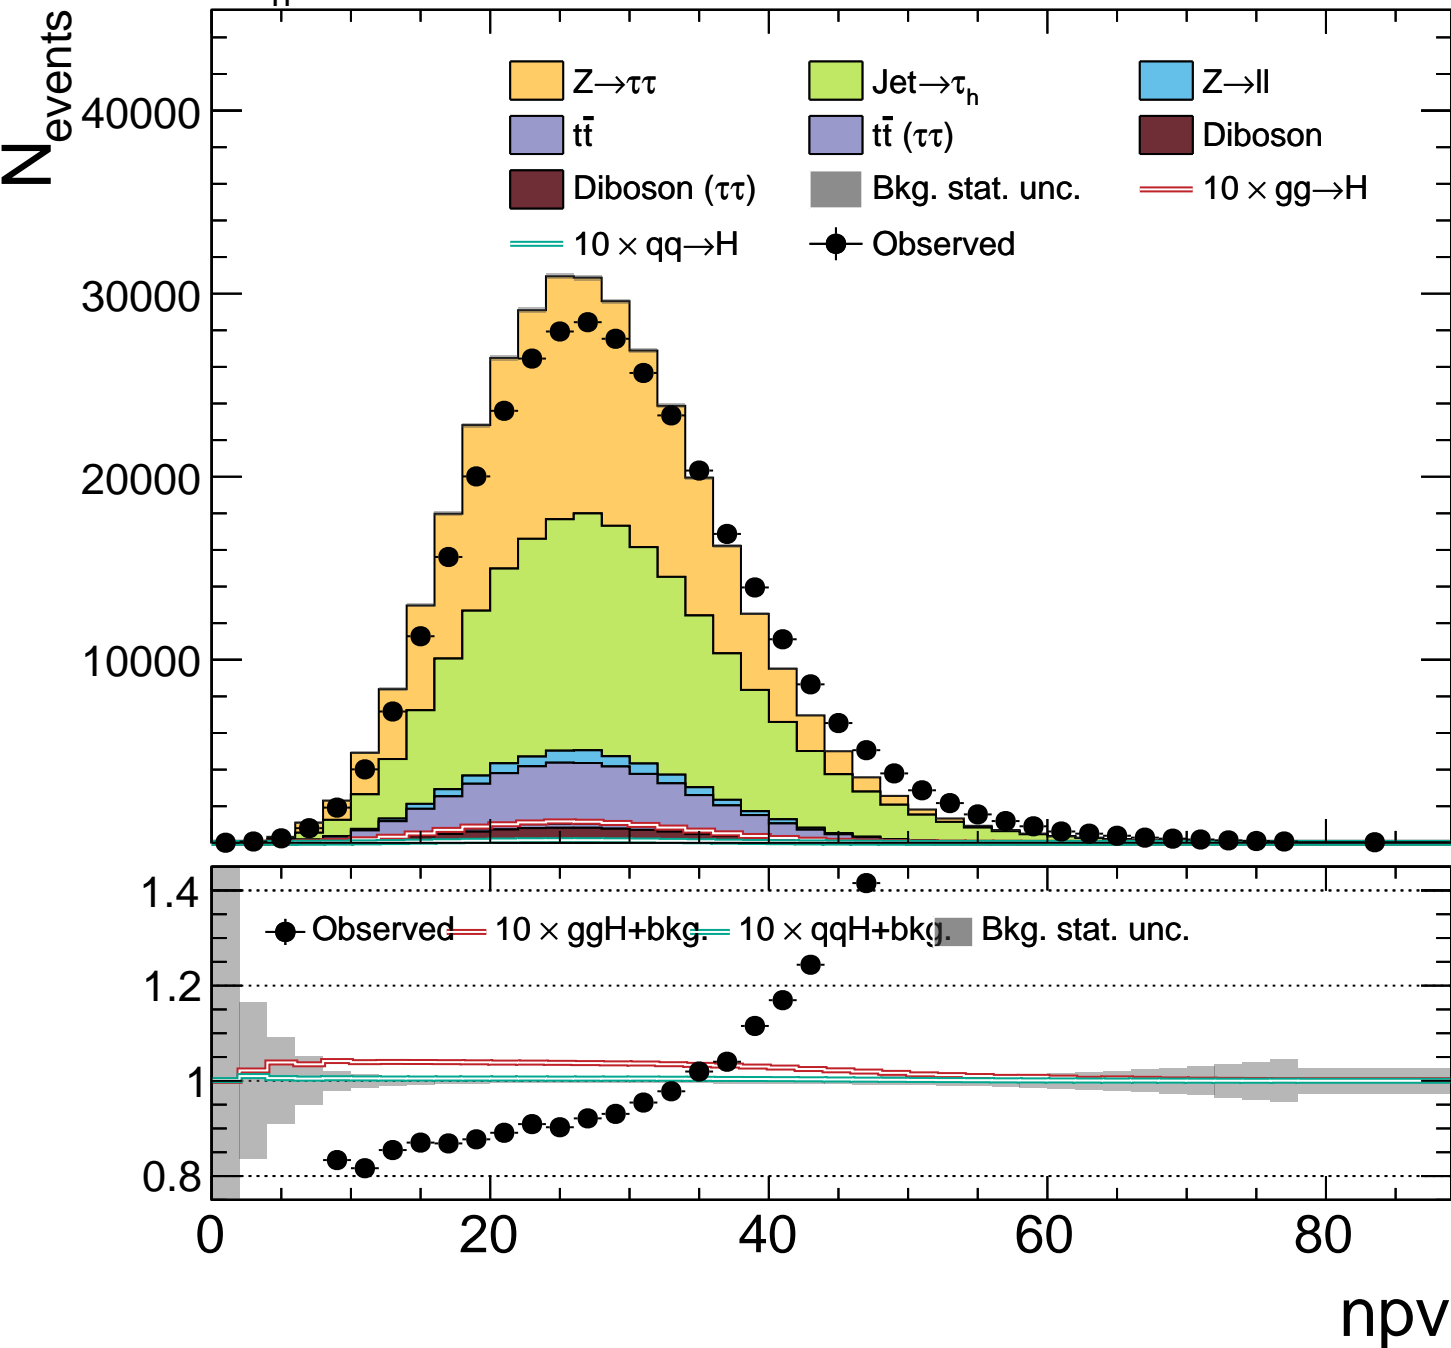 N_events
40000
30000
20000
10000
Z→ττ Jet→τ_h Z→ll
tt̄ tt̄ (ττ) Diboson
Diboson (ττ) Bkg. stat. unc. 10 × gg→H
10 × qq→H Observed
1.4
1.2
1
0.8
Observed 10 × ggH+bkg. 10 × qqH+bkg. Bkg. stat. unc.
0 20 40 60 80
npv